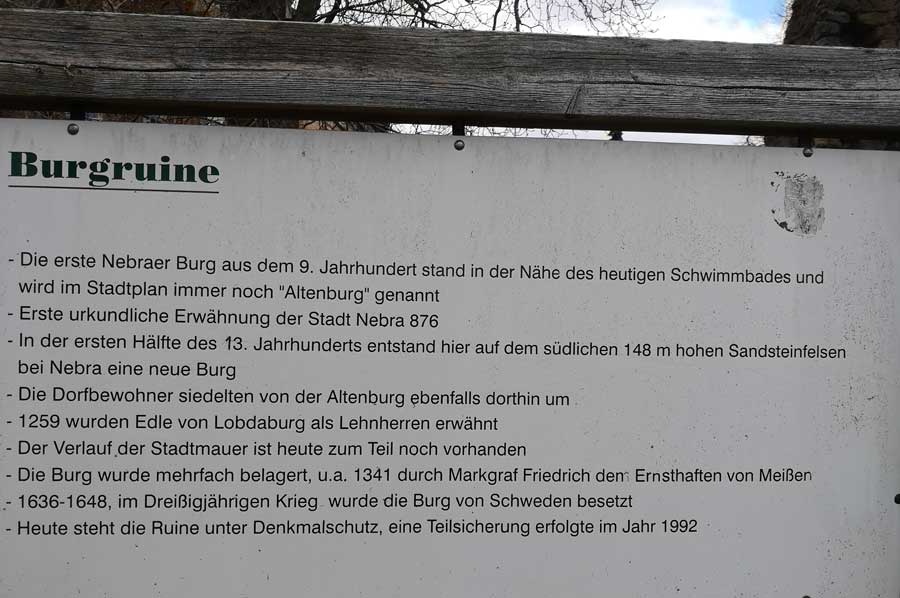 Burgruine
- Die erste Nebraer Burg aus dem 9. Jahrhundert stand in der Nähe des heutigen Schwimmbades und
wird im Stadtplan immer noch "Altenburg" genannt
- Erste urkundliche Erwähnung der Stadt Nebra 876
- In der ersten Hälfte des 13. Jahrhunderts entstand hier auf dem südlichen 148 m hohen Sandsteinfelsen
bei Nebra eine neue Burg
- Die Dorfbewohner siedelten von der Altenburg ebenfalls dorthin um
- 1259 wurden Edle von Lobdaburg als Lehnherren erwähnt
- Der Verlauf der Stadtmauer ist heute zum Teil noch vorhanden
- Die Burg wurde mehrfach belagert, u.a. 1341 durch Markgraf Friedrich dem Ernsthaften von Meißen
- 1636-1648, im Dreißigjährigen Krieg wurde die Burg von Schweden besetzt
- Heute steht die Ruine unter Denkmalschutz, eine Teilsicherung erfolgte im Jahr 1992